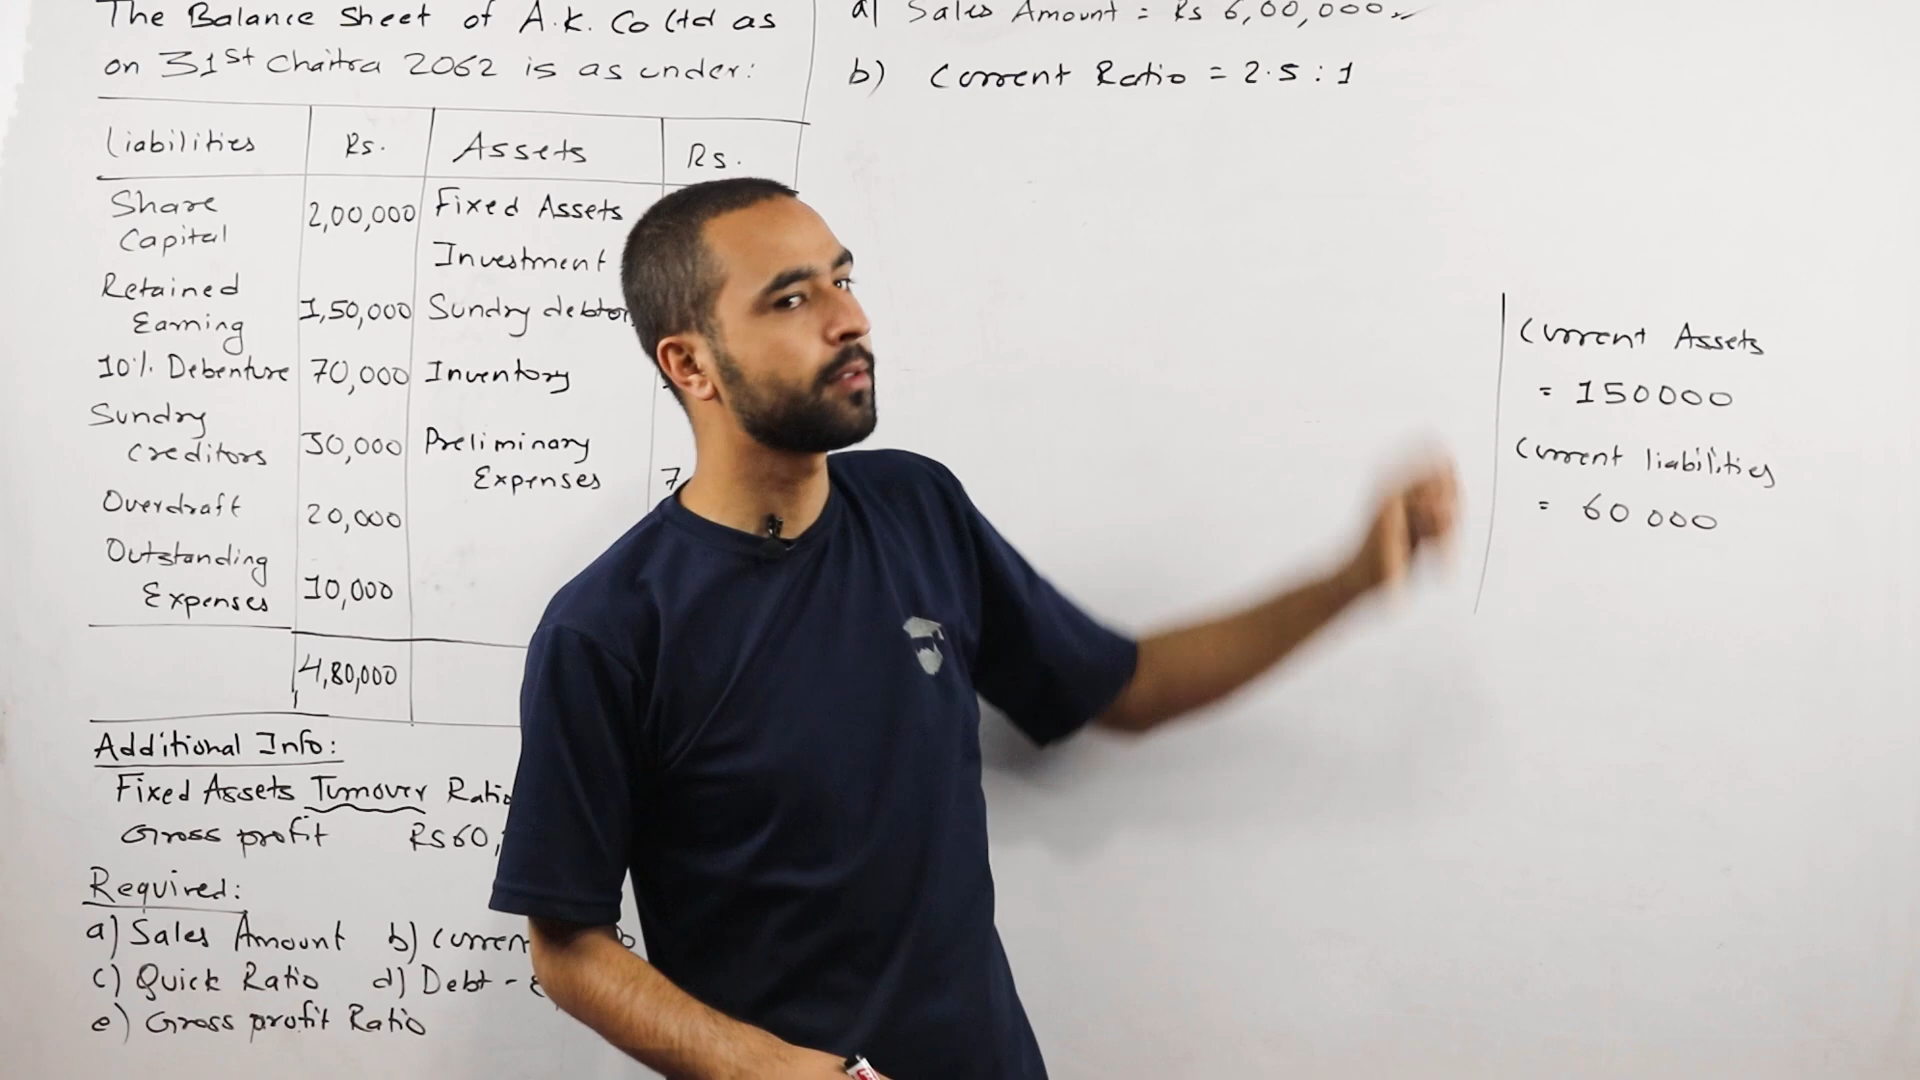 The Balance Sheet of A.K. Co Ltd as
on 31st Chaitra 2062 is as under:
Liabilities Rs. Assets Rs.
Share Capital 2,00,000 Fixed Assets
Investment
Retained Earning 1,50,000 Sundry debtor
10% Debenture 70,000 Inventory
Sundry Creditors 30,000 Preliminary Expenses 7
Overdraft 20,000
Outstanding Expenses 10,000
4,80,000
Additional Info:
Fixed Assets Turnover Ratio
Gross profit Rs 60,
Required:
a) Sales Amount b) Curren
c) Quick Ratio d) Debt - E
e) Gross profit Ratio
a) Sales Amount = Rs 6,00,000
b) Current Ratio = 2.5 : 1
Current Assets
= 150000
Current liabilities
= 60 000